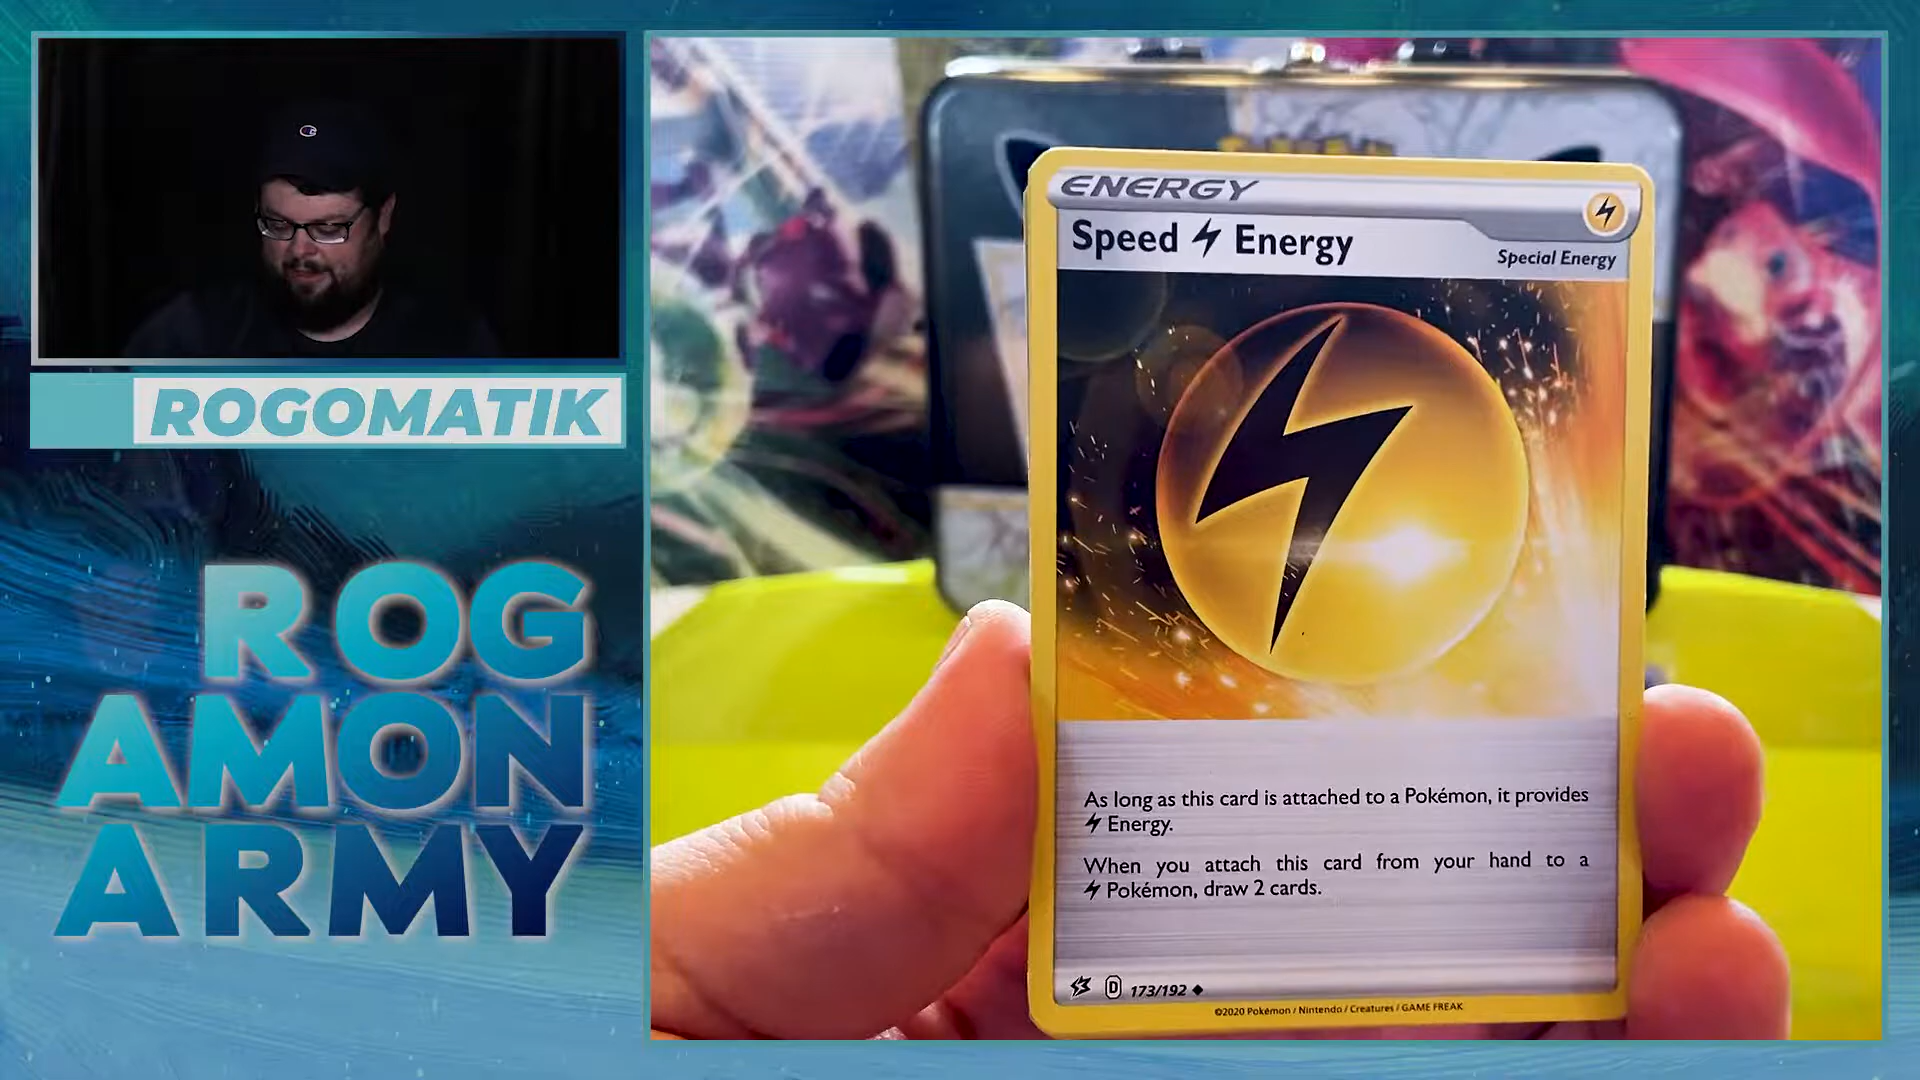 ROGOMATIK
ROG
AMON
ARMY
ENERGY
Speed Energy
Special Energy
As long as this card is attached to a Pokémon, it provides
Energy.
When you attach this card from your hand to a
Pokémon, draw 2 cards.
D 173/192
©2020 Pokémon / Nintendo / Creatures / GAME FREAK